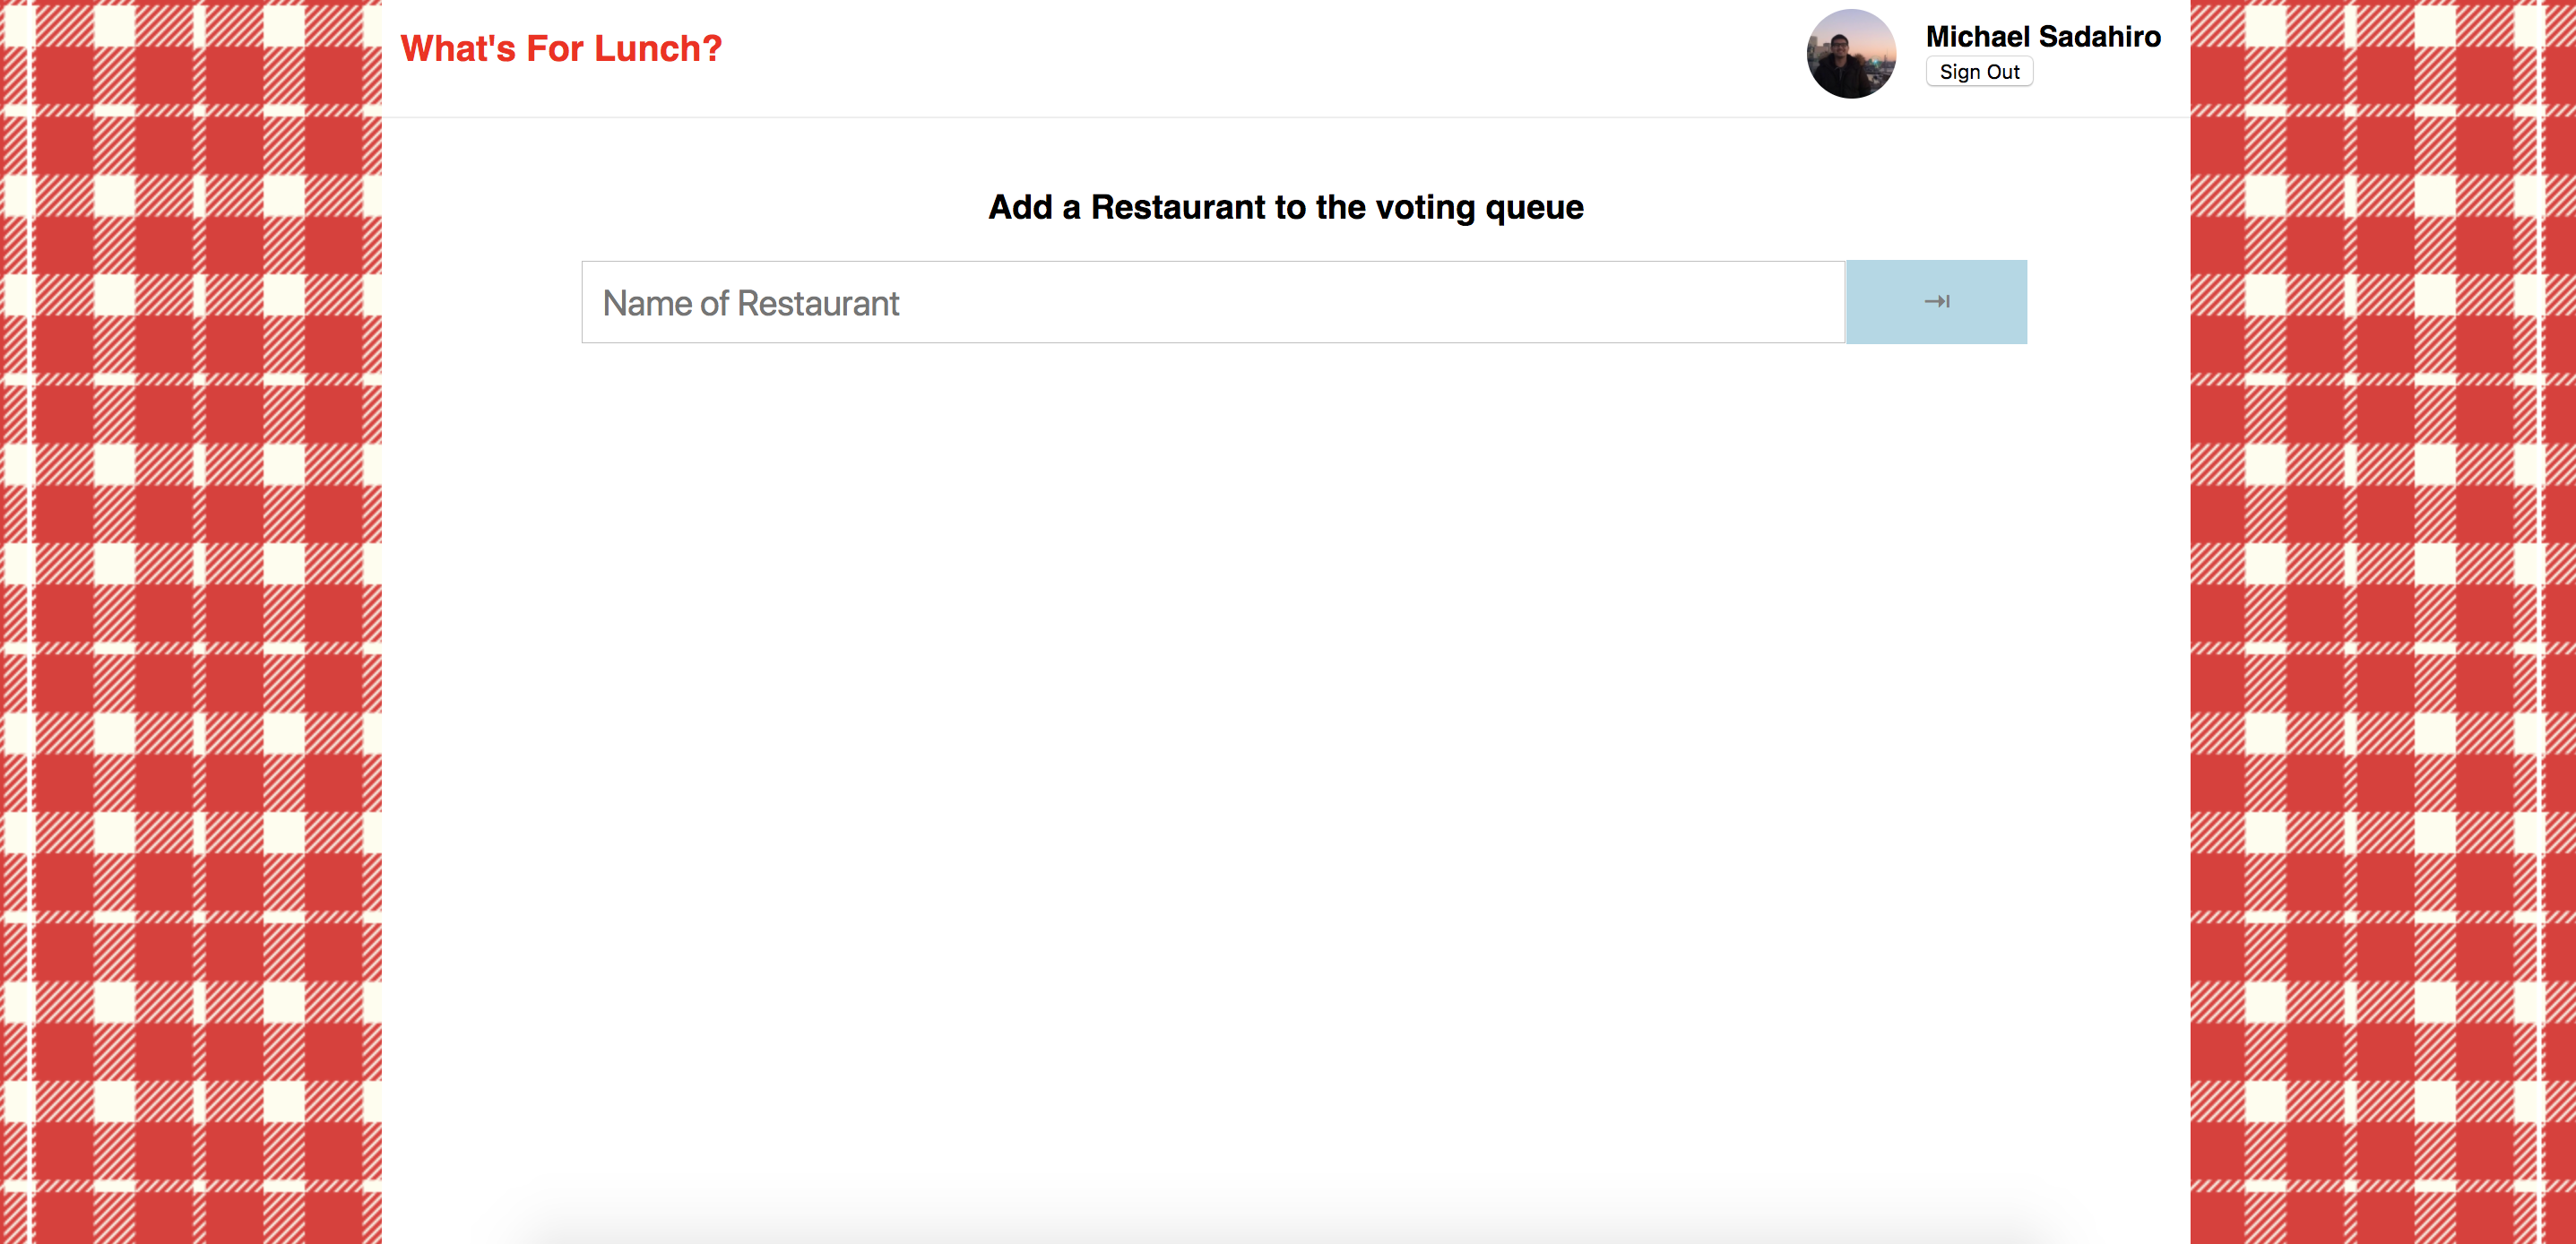 What's For Lunch?
Michael Sadahiro
Sign Out
Add a Restaurant to the voting queue
Name of Restaurant
⇥